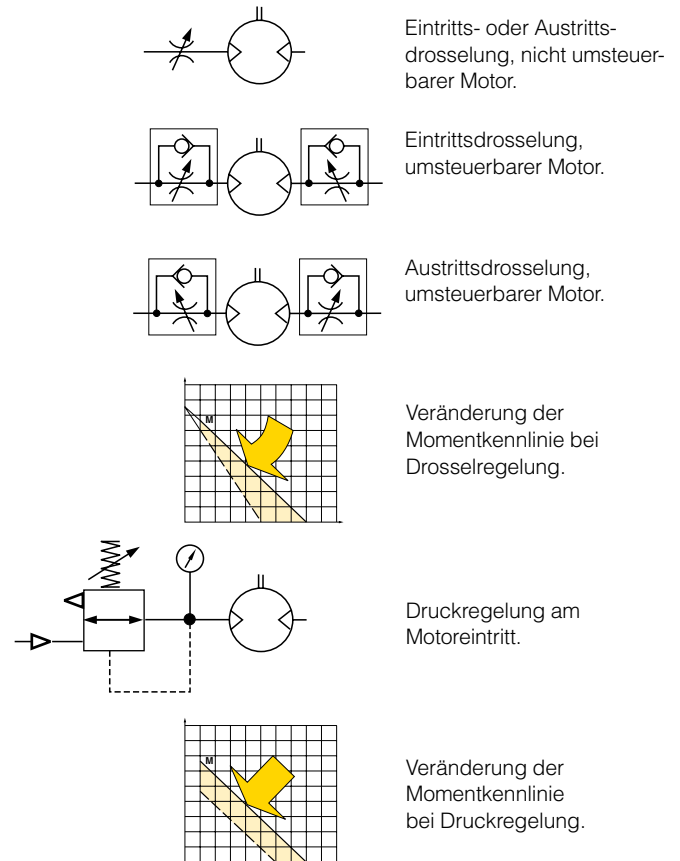 Eintritts- oder Austritts-
drosselung, nicht umsteuer-
barer Motor.
Eintrittsdrosselung,
umsteuerbarer Motor.
Austrittsdrosselung,
umsteuerbarer Motor.
M
Veränderung der
Momentkennlinie bei
Drosselregelung.
Druckregelung am
Motoreintritt.
M
Veränderung der
Momentkennlinie
bei Druckregelung.